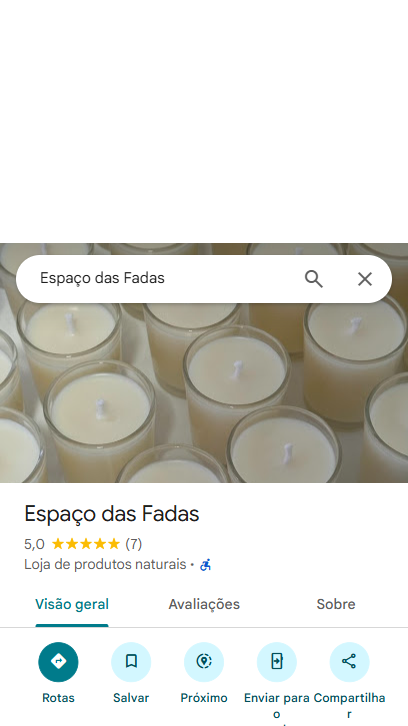 Espaço das Fadas
Espaço das Fadas
5,0 ★★★★★ (7)
Loja de produtos naturais ·
Visão geral
Avaliações
Sobre
Rotas
Salvar
Próximo
Enviar para
o
Compartilha
r